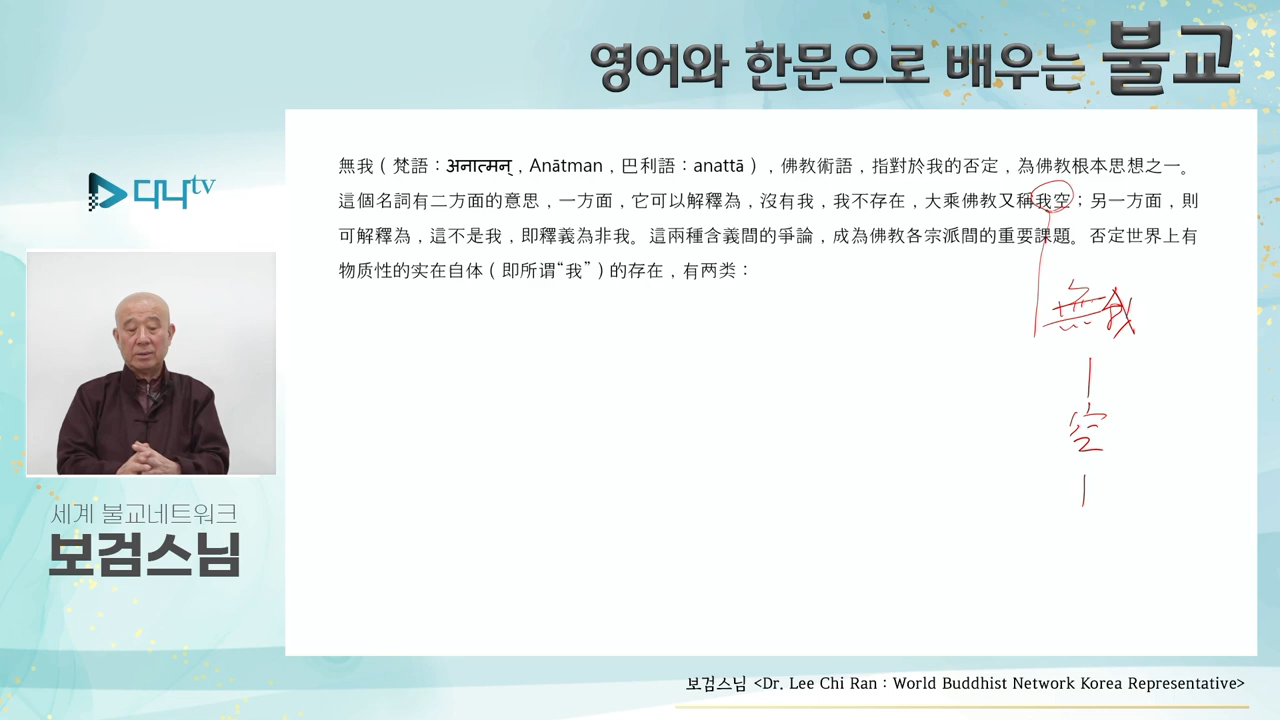 영어와 한문으로 배우는 불교
디나tv
無我 ( 梵語：अनात्मन्，Anātman，巴利語：anattā )，佛教術語，指對於我的否定，為佛教根本思想之一。
這個名詞有二方面的意思，一方面，它可以解釋為，沒有我，我不存在，大乘佛教又稱我空；另一方面，則
可解釋為，這不是我，即釋義為非我。這兩種含義間的爭論，成為佛教各宗派間的重要課題。否定世界上有
物质性的实在自体 ( 即所谓“我” ) 的存在，有两类：
無我
空
세계 불교네트워크
보검스님
보검스님 <Dr. Lee Chi Ran : World Buddhist Network Korea Representative>